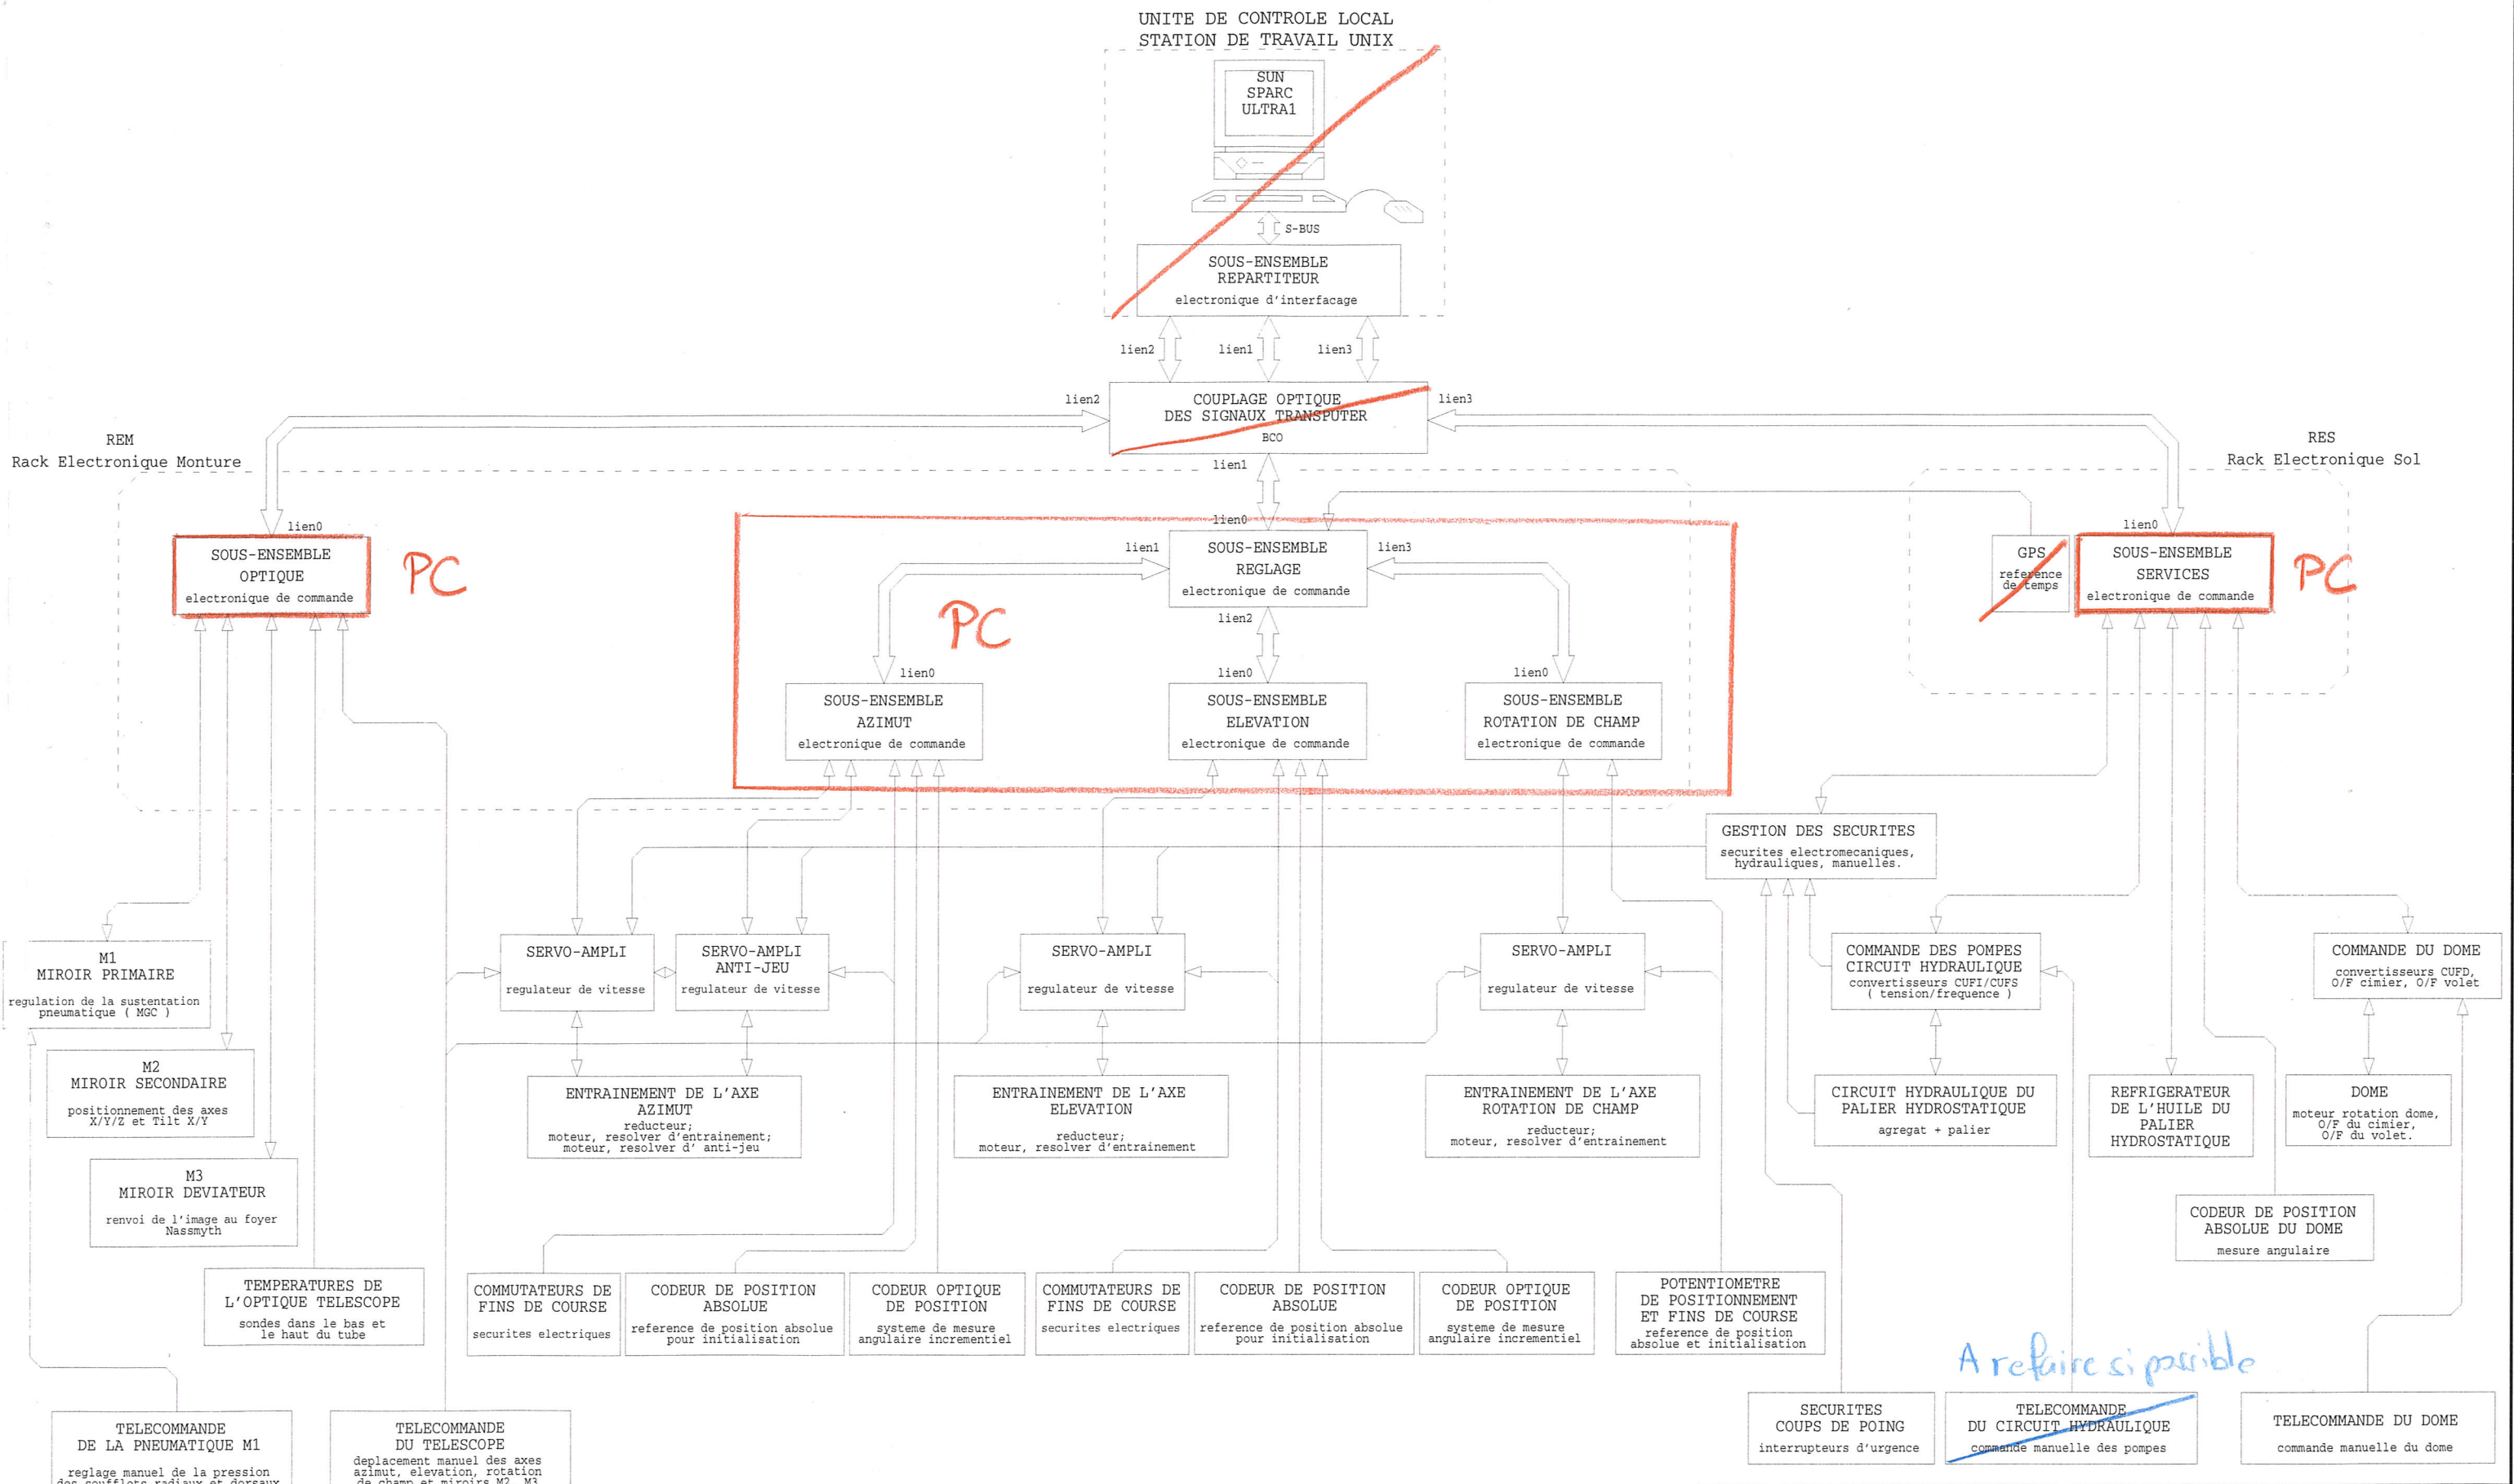 UNITE DE CONTROLE LOCAL
STATION DE TRAVAIL UNIX
SUN
SPARC
ULTRA1
S-BUS
SOUS-ENSEMBLE
REPARTITEUR
electronique d'interfacage
lien2
lien1
lien3
lien2
COUPLAGE OPTIQUE
DES SIGNAUX TRANSPUTER
BCO
lien3
REM
Rack Electronique Monture
lien1
RES
Rack Electronique Sol
lien0
SOUS-ENSEMBLE
OPTIQUE
electronique de commande
PC
lien0
lien1
SOUS-ENSEMBLE
REGLAGE
electronique de commande
lien3
lien2
PC
GPS
reference
de temps
lien0
SOUS-ENSEMBLE
SERVICES
electronique de commande
PC
lien0
SOUS-ENSEMBLE
AZIMUT
electronique de commande
lien0
SOUS-ENSEMBLE
ELEVATION
electronique de commande
lien0
SOUS-ENSEMBLE
ROTATION DE CHAMP
electronique de commande
GESTION DES SECURITES
securites electromecaniques,
hydrauliques, manuelles.
M1
MIROIR PRIMAIRE
regulation de la sustentation
pneumatique ( MGC )
SERVO-AMPLI
regulateur de vitesse
SERVO-AMPLI
ANTI-JEU
regulateur de vitesse
SERVO-AMPLI
regulateur de vitesse
SERVO-AMPLI
regulateur de vitesse
COMMANDE DES POMPES
CIRCUIT HYDRAULIQUE
convertisseurs CUFI/CUFS
( tension/frequence )
COMMANDE DU DOME
convertisseurs CUFD,
O/F cimier, O/F volet
M2
MIROIR SECONDAIRE
positionnement des axes
X/Y/Z et Tilt X/Y
ENTRAINEMENT DE L'AXE
AZIMUT
reducteur;
moteur, resolver d'entrainement;
moteur, resolver d' anti-jeu
ENTRAINEMENT DE L'AXE
ELEVATION
reducteur;
moteur, resolver d'entrainement
ENTRAINEMENT DE L'AXE
ROTATION DE CHAMP
reducteur;
moteur, resolver d'entrainement
CIRCUIT HYDRAULIQUE DU
PALIER HYDROSTATIQUE
agregat + palier
REFRIGERATEUR
DE L'HUILE DU
PALIER
HYDROSTATIQUE
DOME
moteur rotation dome,
O/F du cimier,
O/F du volet.
M3
MIROIR DEVIATEUR
renvoi de l'image au foyer
Nassmyth
CODEUR DE POSITION
ABSOLUE DU DOME
mesure angulaire
TEMPERATURES DE
L'OPTIQUE TELESCOPE
sondes dans le bas et
le haut du tube
COMMUTATEURS DE
FINS DE COURSE
securites electriques
CODEUR DE POSITION
ABSOLUE
reference de position absolue
pour initialisation
CODEUR OPTIQUE
DE POSITION
systeme de mesure
angulaire incrementiel
COMMUTATEURS DE
FINS DE COURSE
securites electriques
CODEUR DE POSITION
ABSOLUE
reference de position absolue
pour initialisation
CODEUR OPTIQUE
DE POSITION
systeme de mesure
angulaire incrementiel
POTENTIOMETRE
DE POSITIONNEMENT
ET FINS DE COURSE
reference de position
absolue et initialisation
A refaire si possible
TELECOMMANDE
DE LA PNEUMATIQUE M1
reglage manuel de la pression
des soufflets radiaux et dorsaux
TELECOMMANDE
DU TELESCOPE
deplacement manuel des axes
azimut, elevation, rotation
de champ et miroirs M2, M3
SECURITES
COUPS DE POING
interrupteurs d'urgence
TELECOMMANDE
DU CIRCUIT HYDRAULIQUE
commande manuelle des pompes
TELECOMMANDE DU DOME
commande manuelle du dome